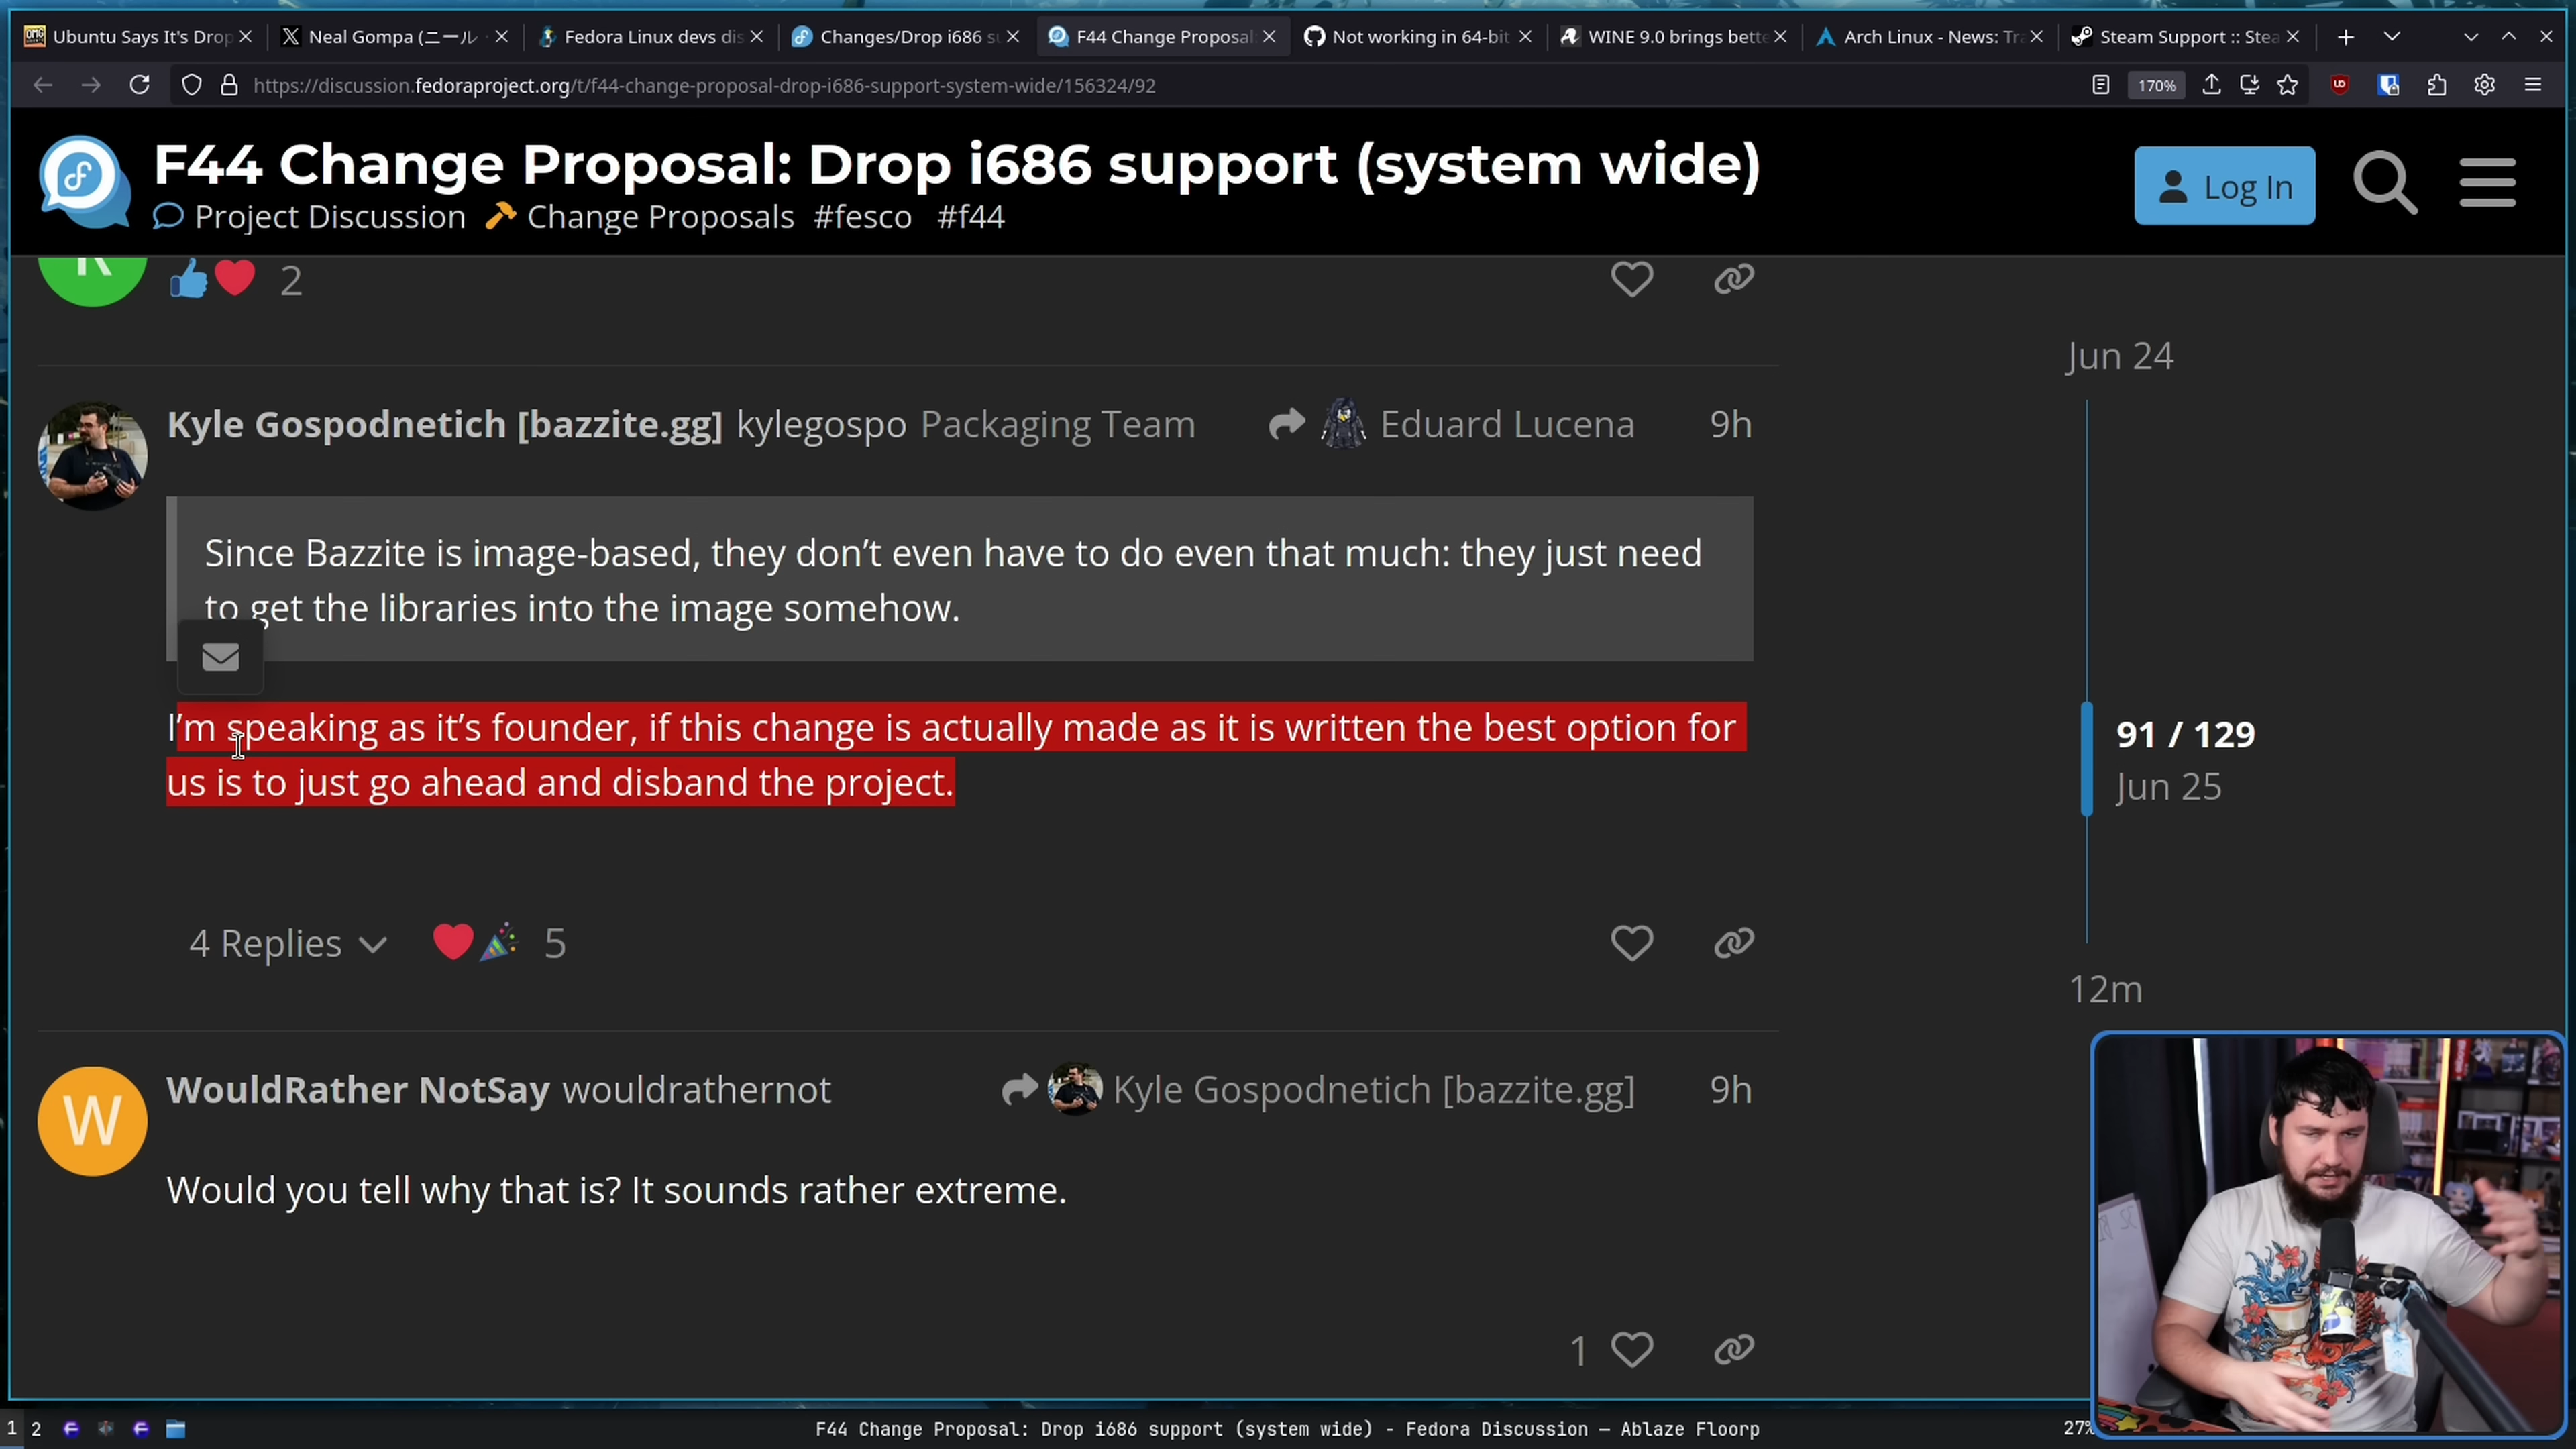 Ubuntu Says It's Drop
Neal Gompa (ニール
Fedora Linux devs dis
Changes/Drop i686 su
F44 Change Proposal:
Not working in 64-bit
WINE 9.0 brings bette
Arch Linux - News: Tra
Steam Support :: Stea
https://discussion.fedoraproject.org/t/f44-change-proposal-drop-i686-support-system-wide/156324/92
170%
F44 Change Proposal: Drop i686 support (system wide)
Project Discussion Change Proposals #fesco #f44
Log In
2
Jun 24
Kyle Gospodnetich [bazzite.gg] kylegospo Packaging Team Eduard Lucena 9h
Since Bazzite is image-based, they don’t even have to do even that much: they just need
to get the libraries into the image somehow.
I’m speaking as it’s founder, if this change is actually made as it is written the best option for
us is to just go ahead and disband the project.
91 / 129
Jun 25
4 Replies 5
12m
W
WouldRather NotSay wouldrathernot Kyle Gospodnetich [bazzite.gg] 9h
Would you tell why that is? It sounds rather extreme.
1
1 2 F44 Change Proposal: Drop i686 support (system wide) - Fedora Discussion — Ablaze Floorp 27%